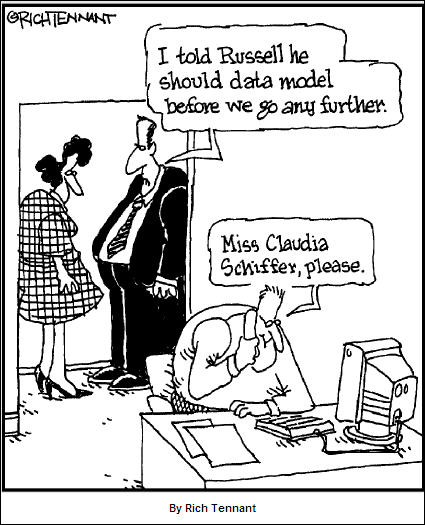 ©RICHTENNANT
I told Russell he
should data model
before we go any further.
Miss Claudia
Schiffer, please.
By Rich Tennant